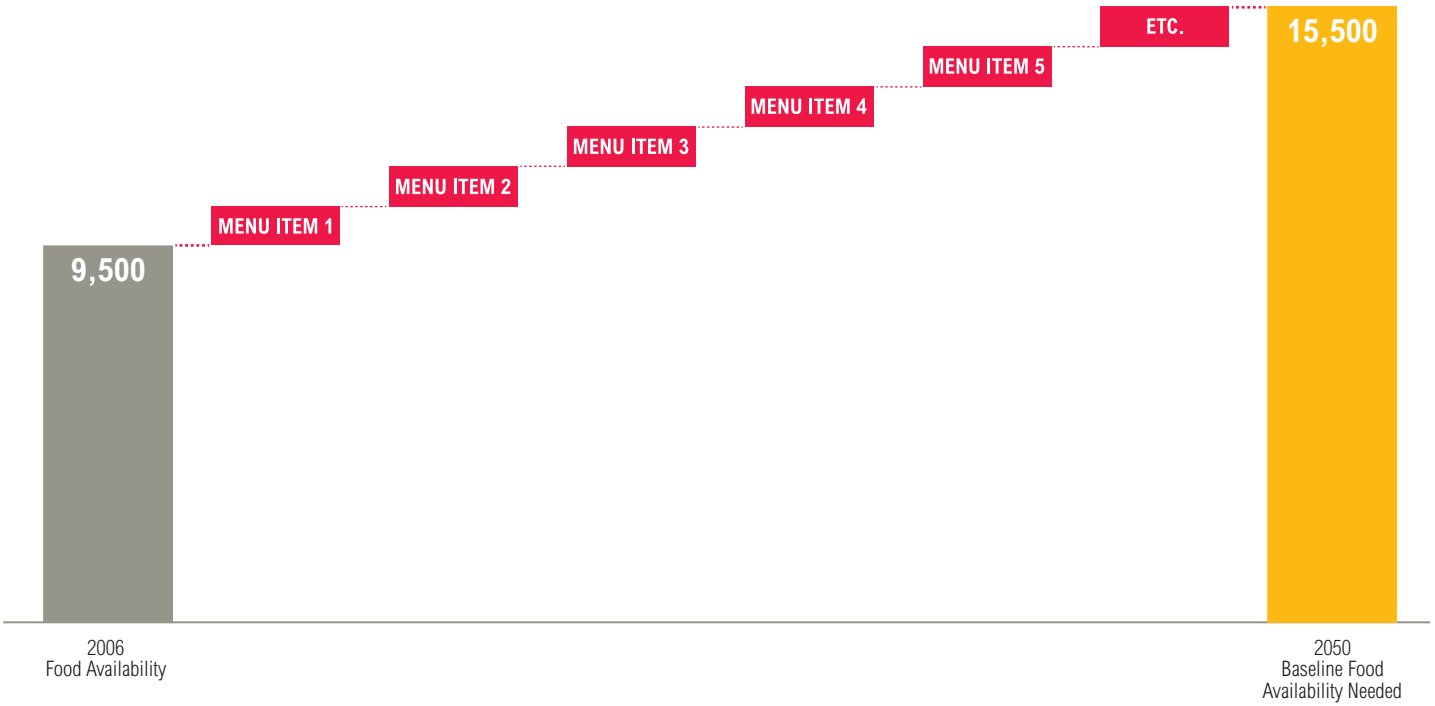 ETC.
15,500
MENU ITEM 5
MENU ITEM 4
MENU ITEM 3
MENU ITEM 2
MENU ITEM 1
9,500
2006
Food Availability
2050
Baseline Food
Availability Needed